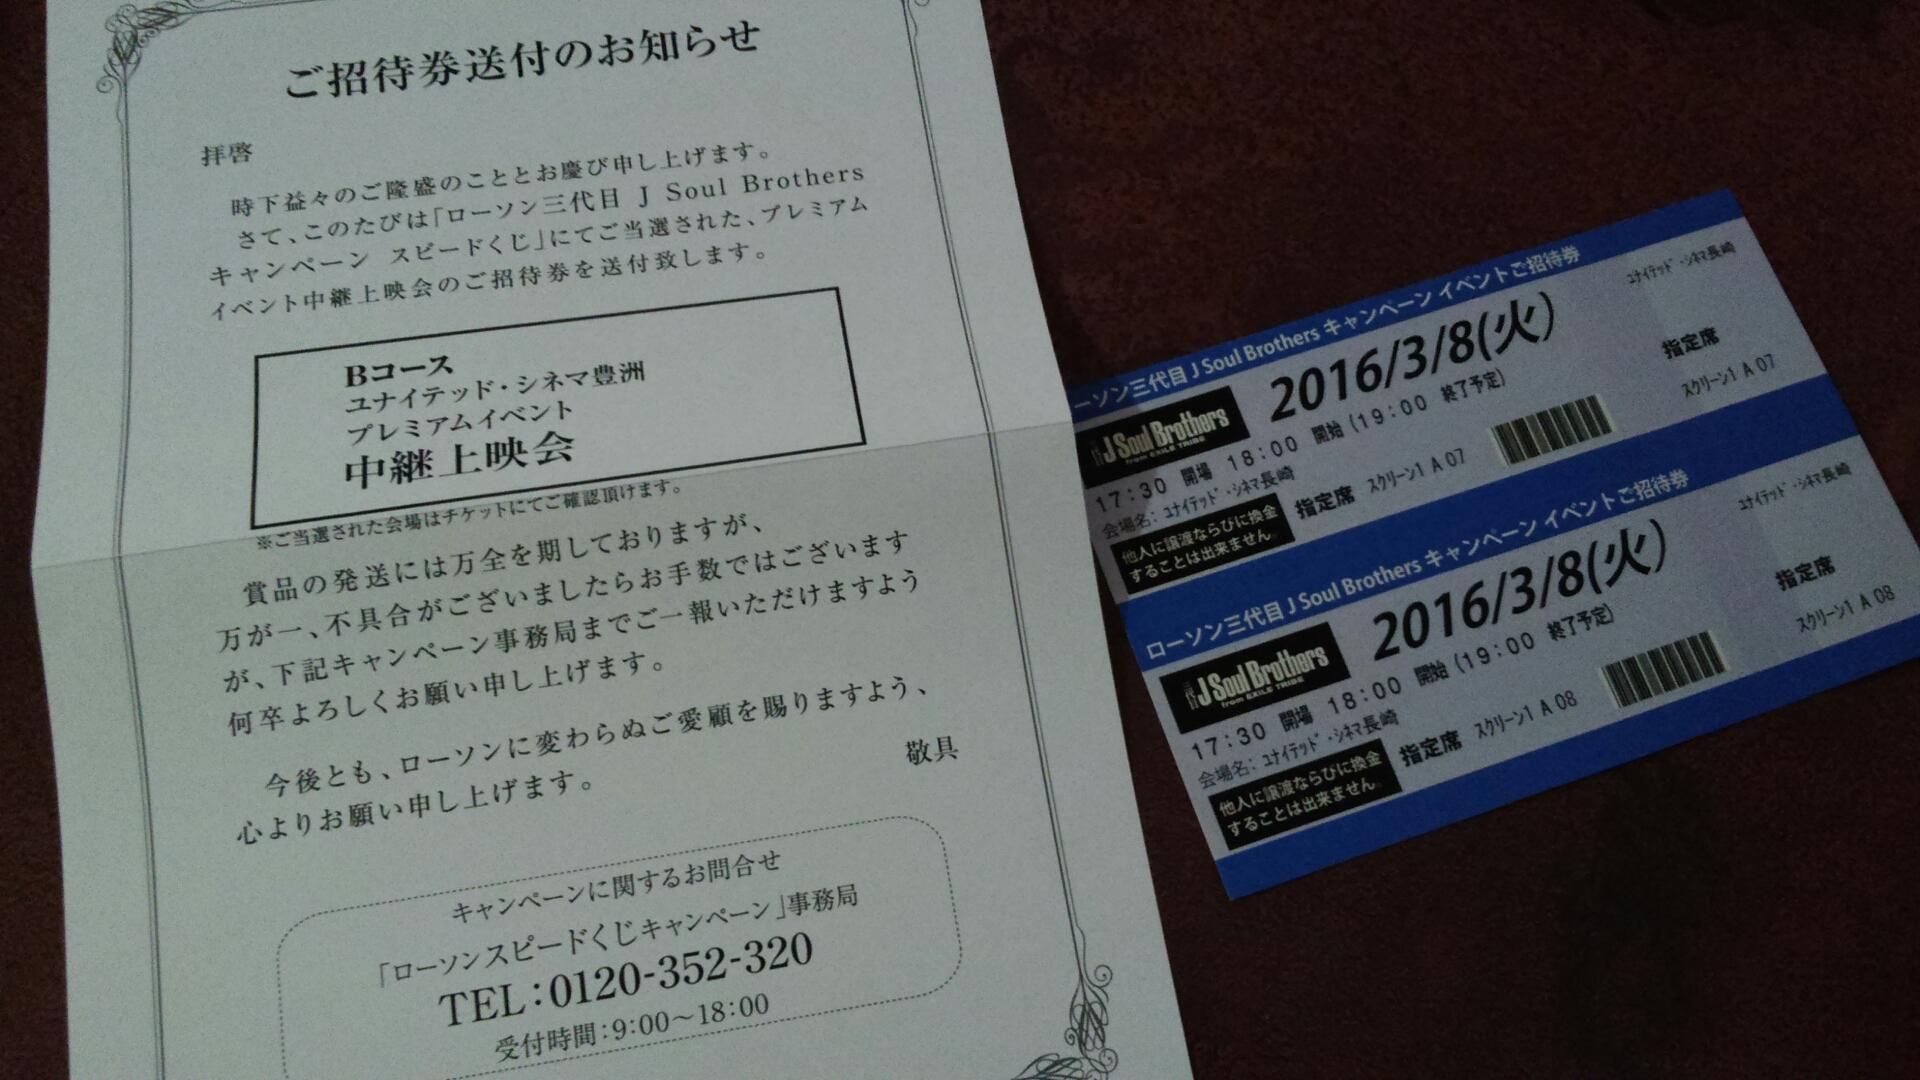 ご招待券送付のお知らせ
拝啓
時下益々のご隆盛のこととお慶び申し上げます。
さて、このたびは「ローソン三代目 J Soul Brothers
キャンペーン スピードくじ」にてご当選された、プレミアム
イベント中継上映会のご招待券を送付致します。
Bコース
ユナイテッド・シネマ豊洲
プレミアムイベント
中継上映会
※ご当選された会場はチケットにてご確認頂けます。
賞品の発送には万全を期しておりますが、
万が一、不具合がございましたらお手数ではございます
が、下記キャンペーン事務局までご一報いただけますよう
何卒よろしくお願い申し上げます。
今後とも、ローソンに変わらぬご愛顧を賜りますよう、
心よりお願い申し上げます。
敬具
キャンペーンに関するお問合せ
「ローソンスピードくじキャンペーン」事務局
TEL:0120-352-320
受付時間:9:00～18:00
ーソン三代目 J Soul Brothers キャンペーン イベントご招待券
J Soul Brothers
from EXILE TRIBE
2016/3/8(火)
17:30 開場 18:00 開始 (19:00 終了予定)
会場名: ユナイテッド・シネマ長崎
他人に譲渡ならびに換金
することは出来ません。
指定席 スクリーン1 A 07
ユナイテッド・シネマ長崎
指定席
スクリーン1 A 07
ローソン三代目 J Soul Brothers キャンペーン イベントご招待券
J Soul Brothers
from EXILE TRIBE
2016/3/8(火)
17:30 開場 18:00 開始 (19:00 終了予定)
会場名: ユナイテッド・シネマ長崎
他人に譲渡ならびに換金
することは出来ません。
指定席 スクリーン1 A 08
ユナイテッド・シネマ長崎
指定席
スクリーン1 A 08